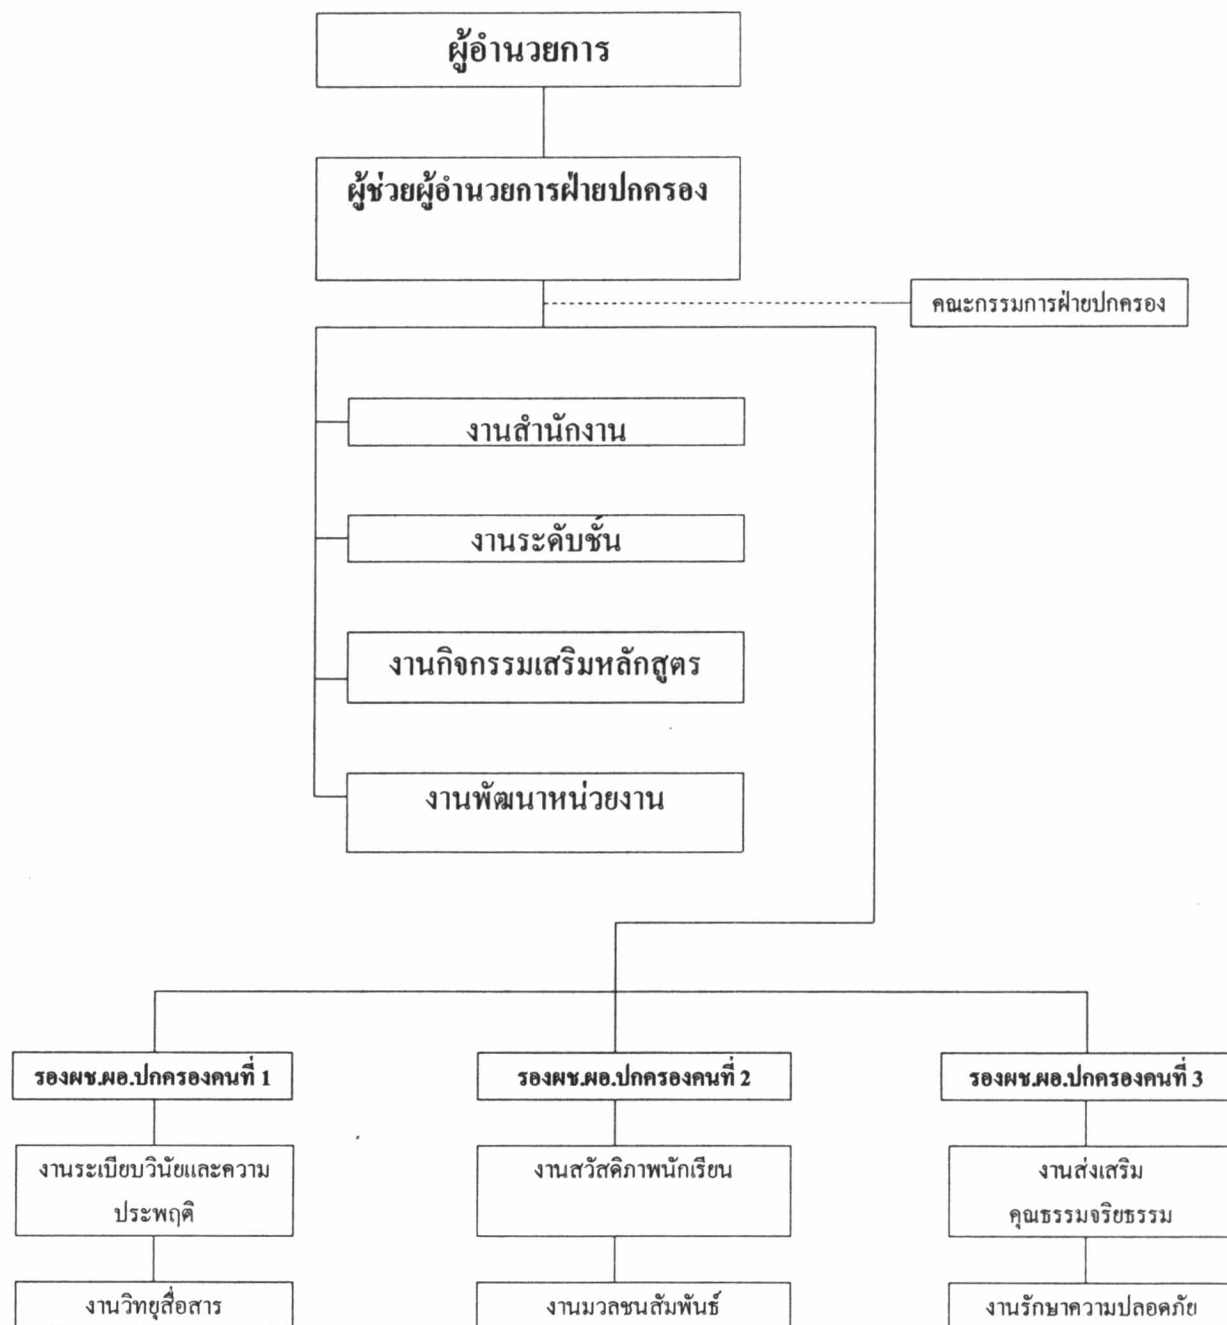 ผู้อำนวยการ
ผู้ช่วยผู้อำนวยการฝ่ายปกครอง
คณะกรรมการฝ่ายปกครอง
งานสำนักงาน
งานระดับชั้น
งานกิจกรรมเสริมหลักสูตร
งานพัฒนาหน่วยงาน
รองผช.ผอ.ปกครองคนที่ 1
รองผช.ผอ.ปกครองคนที่ 2
รองผช.ผอ.ปกครองคนที่ 3
งานระเบียบวินัยและความ
ประพฤติ
งานสวัสดิภาพนักเรียน
งานส่งเสริม
คุณธรรมจริยธรรม
งานวิทยุสื่อสาร
งานมวลชนสัมพันธ์
งานรักษาความปลอดภัย